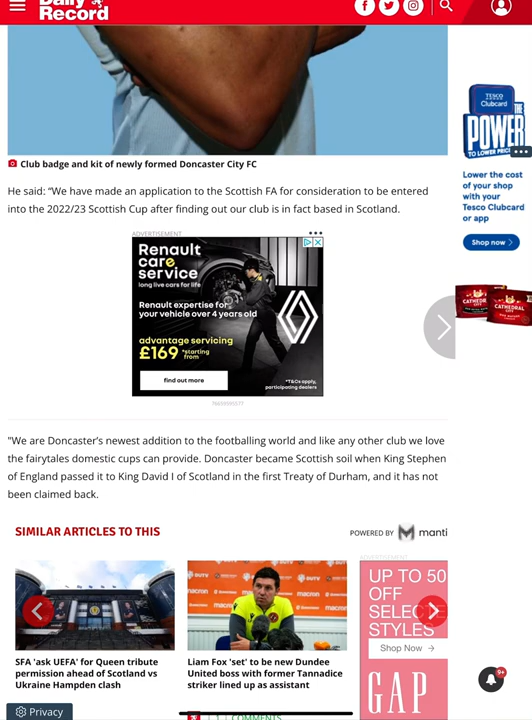 Daily
Record
Club badge and kit of newly formed Doncaster City FC
He said: “We have made an application to the Scottish FA for consideration to be entered
into the 2022/23 Scottish Cup after finding out our club is in fact based in Scotland.
ADVERTISEMENT
Renault
care
service
long live cars for life
Renault expertise for
your vehicle over 4 years old
advantage servicing
£169 *starting
from
find out more
*T&Cs apply,
participating dealers
TESCO
Clubcard
THE
POWER
TO LOWER PRICES
Lower the cost
of your shop
with your
Tesco Clubcard
or app
Shop now
CATHEDRAL
CITY
CATHEDRAL
CITY
"We are Doncaster's newest addition to the footballing world and like any other club we love
the fairytales domestic cups can provide. Doncaster became Scottish soil when King Stephen
of England passed it to King David I of Scotland in the first Treaty of Durham, and it has not
been claimed back.
SIMILAR ARTICLES TO THIS
POWERED BY manti
ADVERTISEMENT
UP TO 50
OFF
SELEC
STYLES
Shop Now →
GAP
SFA 'ask UEFA' for Queen tribute
permission ahead of Scotland vs
Ukraine Hampden clash
Liam Fox 'set' to be new Dundee
United boss with former Tannadice
striker lined up as assistant
9+
Privacy
COMMENTS